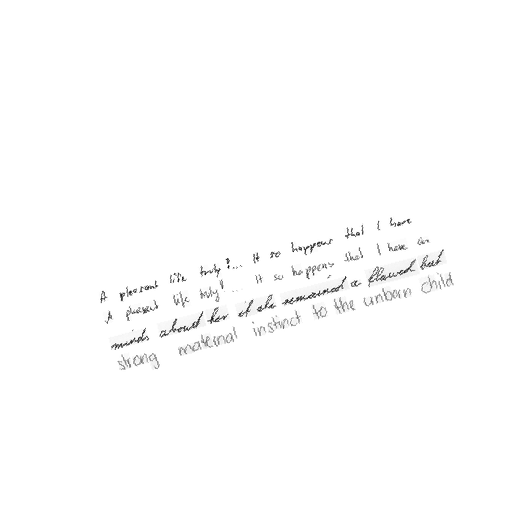 A pleasant life truly?... It so happens that I have
A pleasant life truly! ... It so happens that I have an
minds about her if she remained a flawed but
strong maternal instinct to the unborn child